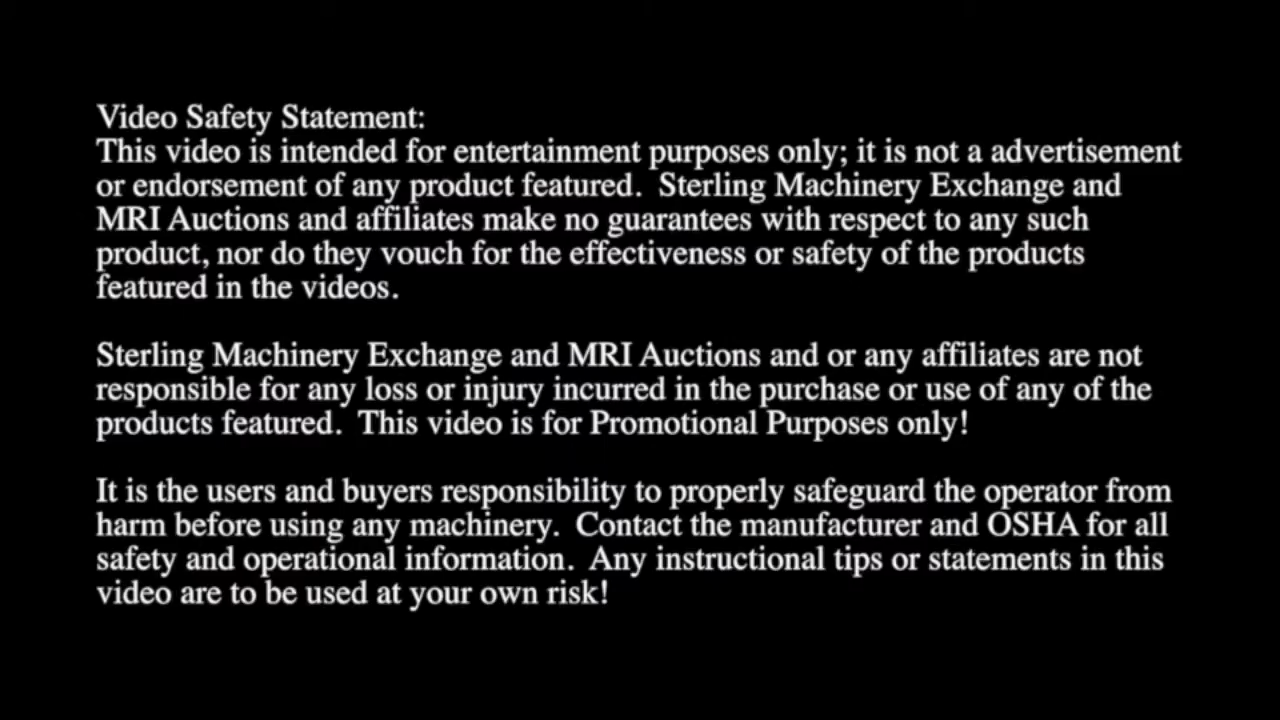 Video Safety Statement:
This video is intended for entertainment purposes only; it is not a advertisement
or endorsement of any product featured.  Sterling Machinery Exchange and
MRI Auctions and affiliates make no guarantees with respect to any such
product, nor do they vouch for the effectiveness or safety of the products
featured in the videos.
Sterling Machinery Exchange and MRI Auctions and or any affiliates are not
responsible for any loss or injury incurred in the purchase or use of any of the
products featured.  This video is for Promotional Purposes only!
It is the users and buyers responsibility to properly safeguard the operator from
harm before using any machinery.  Contact the manufacturer and OSHA for all
safety and operational information.  Any instructional tips or statements in this
video are to be used at your own risk!